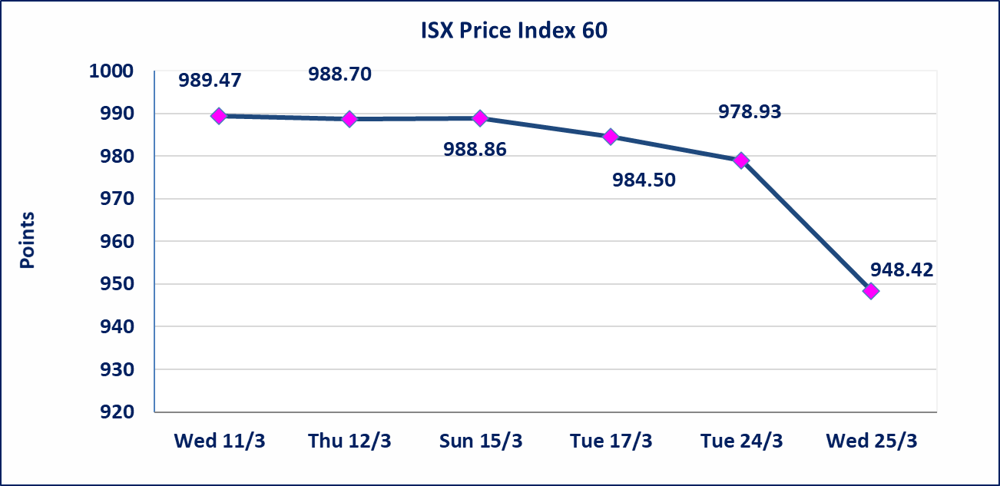 ISX Price Index 60
Points
1000
990
980
970
960
950
940
930
920
989.47
988.70
988.86
984.50
978.93
948.42
Wed 11/3
Thu 12/3
Sun 15/3
Tue 17/3
Tue 24/3
Wed 25/3